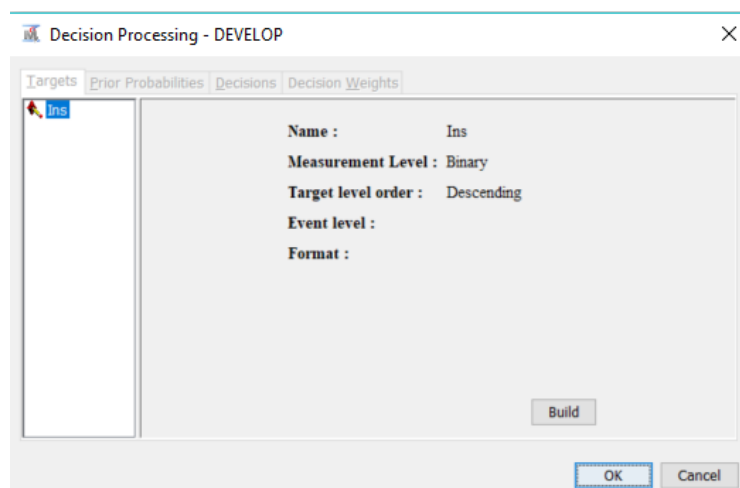 Decision Processing - DEVELOP
Targets Prior Probabilities Decisions Decision Weights
Ins
Name : Ins
Measurement Level : Binary
Target level order : Descending
Event level :
Format :
Build
OK Cancel